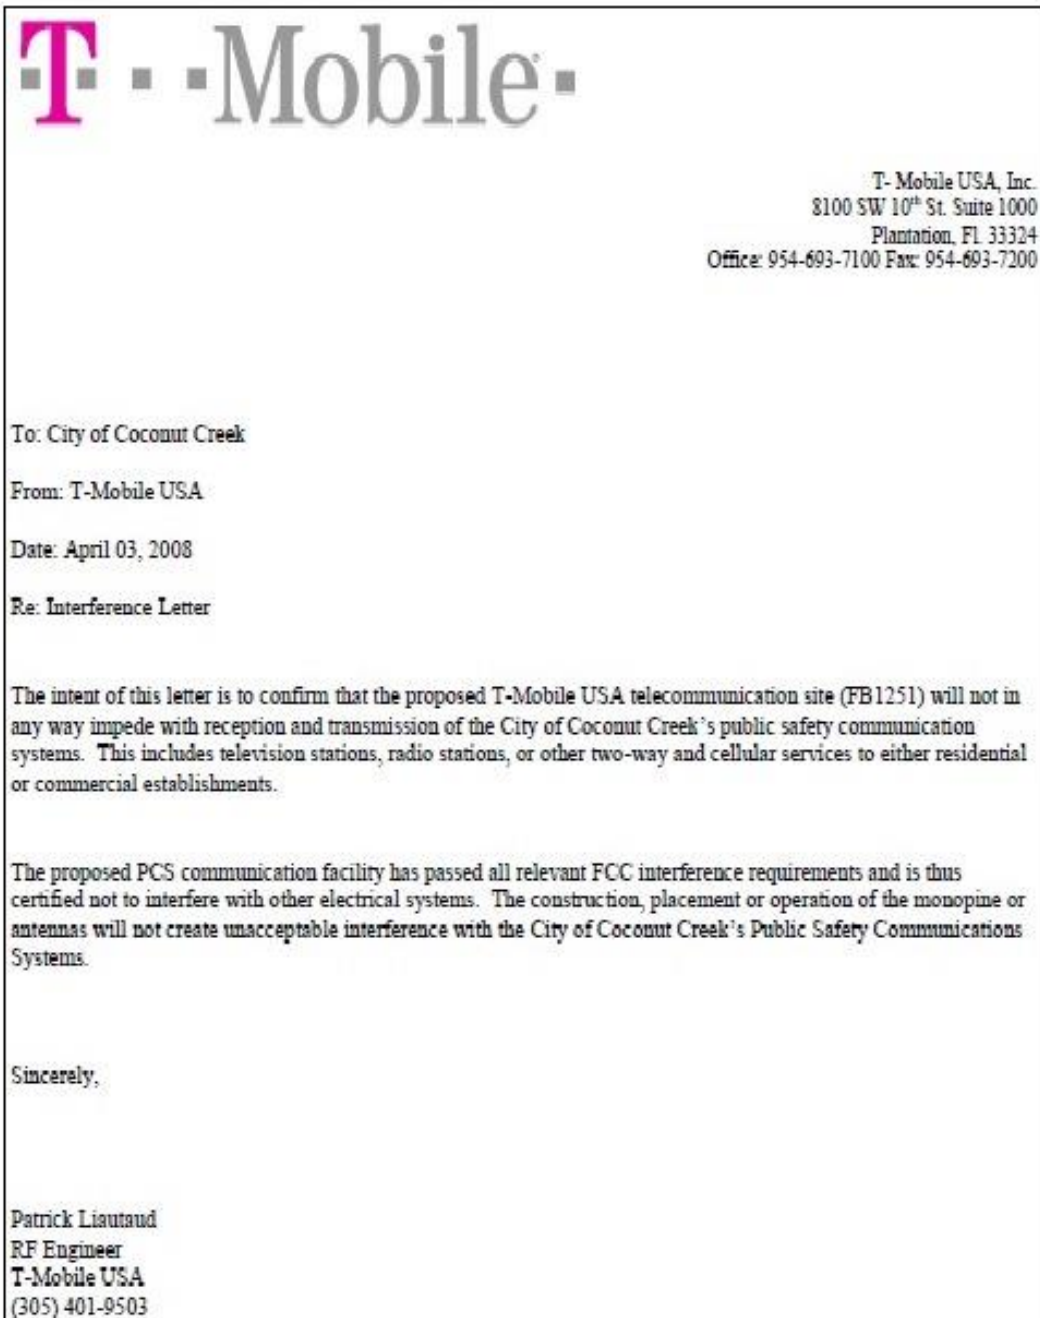 T··Mobile·
T- Mobile USA, Inc.
8100 SW 10th St. Suite 1000
Plantation, Fl. 33324
Office: 954-693-7100 Fax: 954-693-7200
To: City of Coconut Creek
From: T-Mobile USA
Date: April 03, 2008
Re: Interference Letter
The intent of this letter is to confirm that the proposed T-Mobile USA telecommunication site (FB1251) will not in
any way impede with reception and transmission of the City of Coconut Creek's public safety communication
systems.  This includes television stations, radio stations, or other two-way and cellular services to either residential
or commercial establishments.
The proposed PCS communication facility has passed all relevant FCC interference requirements and is thus
certified not to interfere with other electrical systems.  The construction, placement or operation of the monopine or
antennas will not create unacceptable interference with the City of Coconut Creek's Public Safety Communications
Systems.
Sincerely,
Patrick Liautaud
RF Engineer
T-Mobile USA
(305) 401-9503